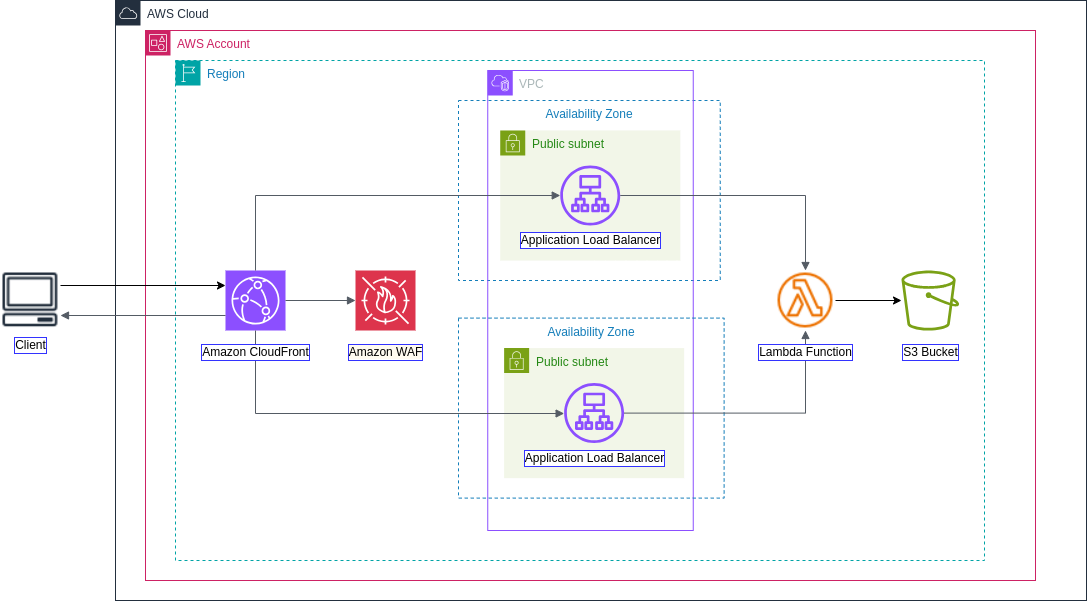 AWS Cloud
AWS Account
Region
VPC
Availability Zone
Public subnet
Application Load Balancer
Client
Amazon CloudFront
Amazon WAF
Availability Zone
Public subnet
Application Load Balancer
Lambda Function
S3 Bucket